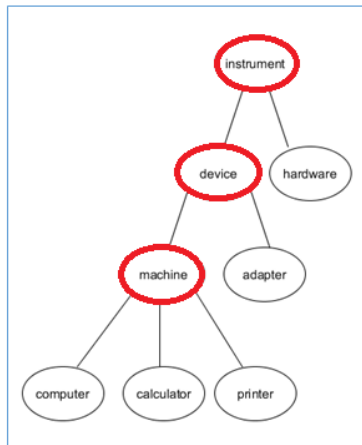 instrument
device
hardware
machine
adapter
computer
calculator
printer